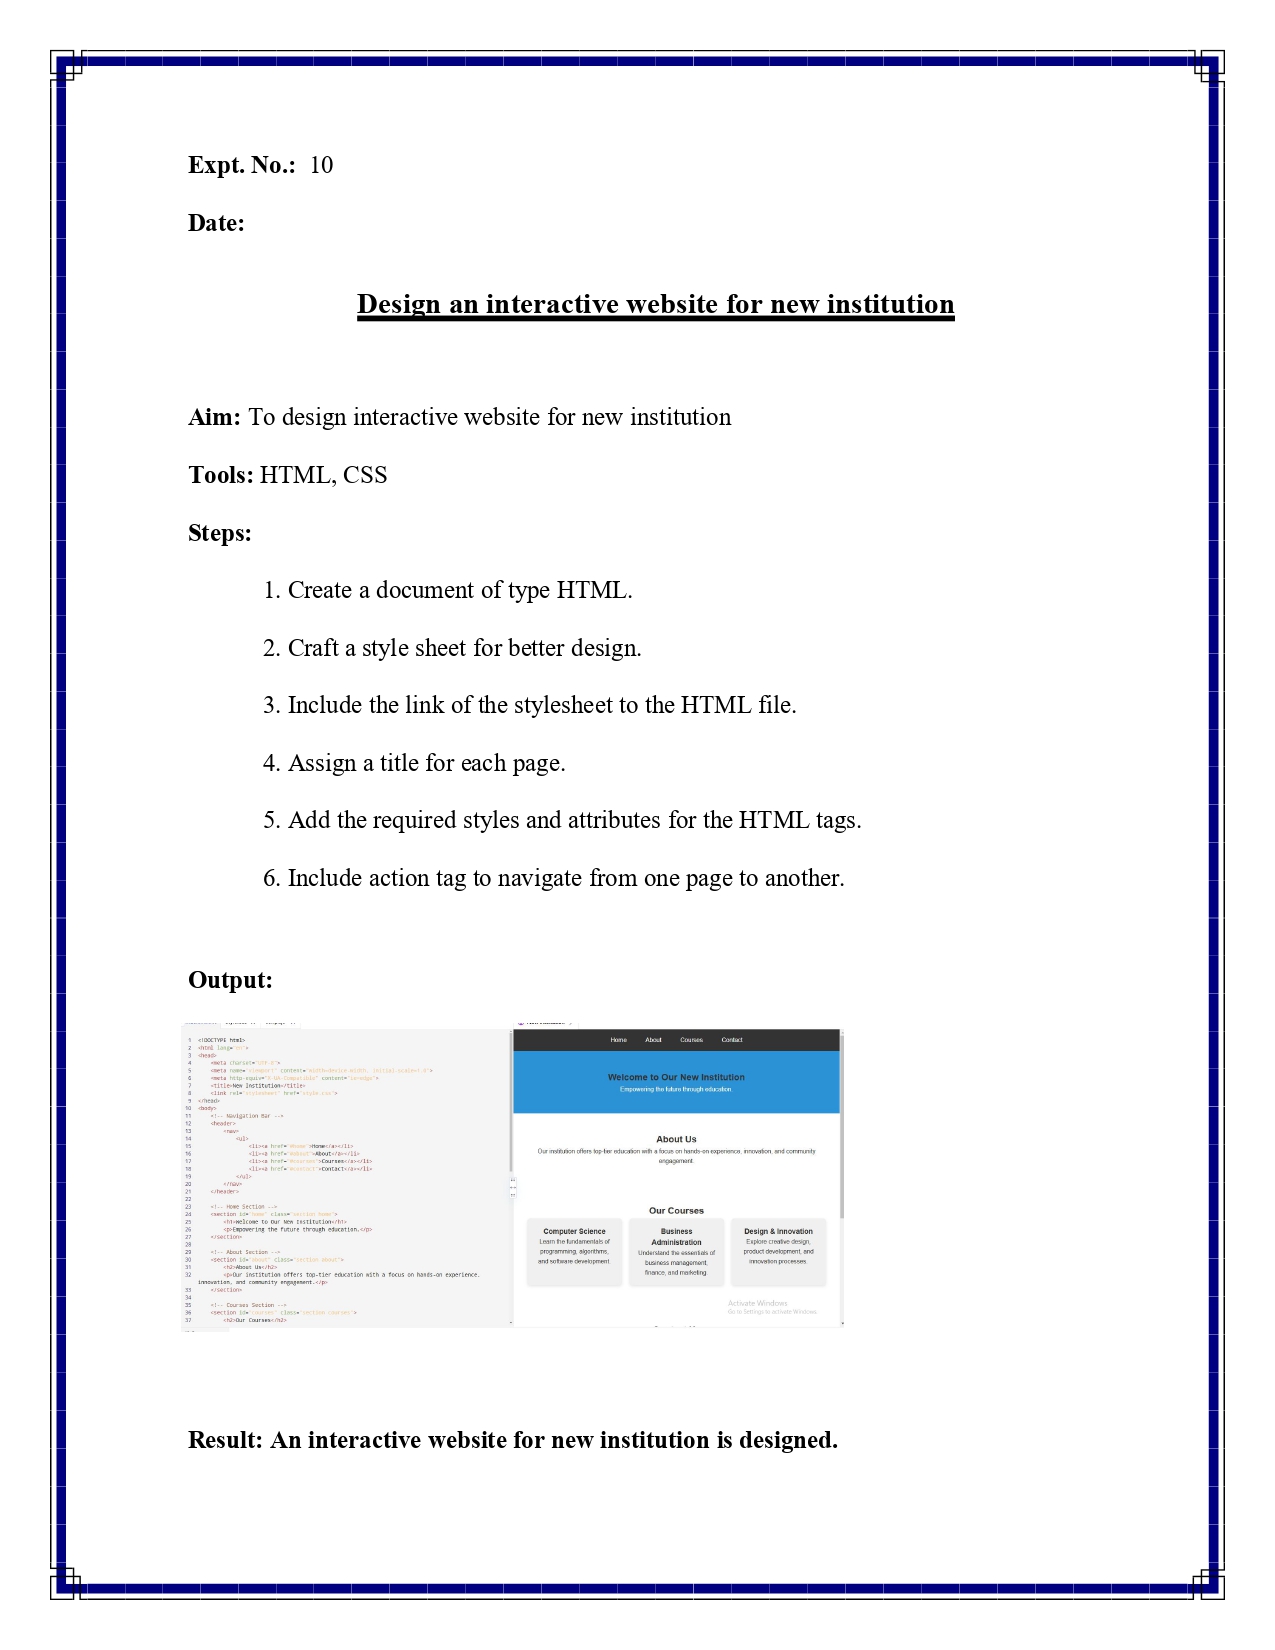 Expt. No.: 10
Date:
Design an interactive website for new institution
Aim: To design interactive website for new institution
Tools: HTML, CSS
Steps:
1. Create a document of type HTML.
2. Craft a style sheet for better design.
3. Include the link of the stylesheet to the HTML file.
4. Assign a title for each page.
5. Add the required styles and attributes for the HTML tags.
6. Include action tag to navigate from one page to another.
Output:
1 <!DOCTYPE html>
2 <html lang="en">
3 <head>
4 <meta charset="UTF-8">
5 <meta name="viewport" content="width=device-width, initial-scale=1.0">
6 <meta http-equiv="X-UA-Compatible" content="ie=edge">
7 <title>New Institution</title>
8 <link rel="stylesheet" href="style.css">
9 </head>
10 <body>
11 <!-- Navigation Bar -->
12 <header>
13 <nav>
14 <ul>
15 <li><a href="#home">Home</a></li>
16 <li><a href="#about">About</a></li>
17 <li><a href="#courses">Courses</a></li>
18 <li><a href="#contact">Contact</a></li>
19 </ul>
20 </nav>
21 </header>
22
23 <!-- Home Section -->
24 <section id="home" class="section home">
25 <h1>Welcome to Our New Institution</h1>
26 <p>Empowering the future through education.</p>
27 </section>
28
29 <!-- About Section -->
30 <section id="about" class="section about">
31 <h2>About Us</h2>
32 <p>Our institution offers top-tier education with a focus on hands-on experience,
innovation, and community engagement.</p>
33 </section>
34
35 <!-- Courses Section -->
36 <section id="courses" class="section courses">
37 <h2>Our Courses</h2>
Home About Courses Contact
Welcome to Our New Institution
Empowering the future through education.
About Us
Our institution offers top-tier education with a focus on hands-on experience, innovation, and community
engagement.
Our Courses
Computer Science
Learn the fundamentals of
programming, algorithms,
and software development.
Business
Administration
Understand the essentials of
business management,
finance, and marketing.
Design & Innovation
Explore creative design,
product development, and
innovation processes.
Activate Windows
Go to Settings to activate Windows.
Result: An interactive website for new institution is designed.